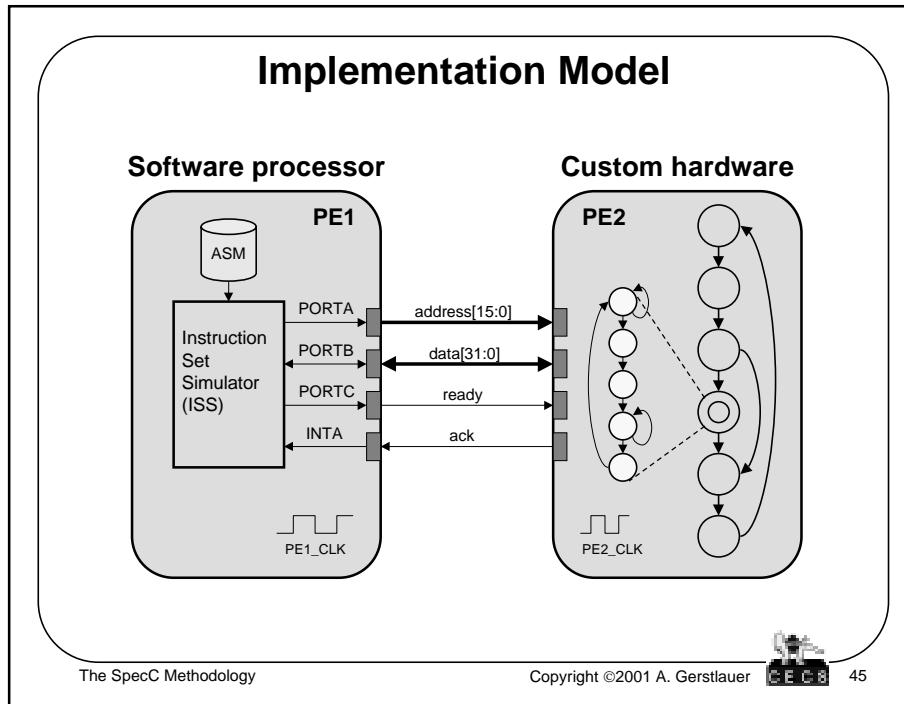 Implementation Model
Software processor
Custom hardware
PE1
ASM
Instruction
Set
Simulator
(ISS)
PORTA
PORTB
PORTC
INTA
PE1_CLK
address[15:0]
data[31:0]
ready
ack
PE2
PE2_CLK
The SpecC Methodology
Copyright ©2001 A. Gerstlauer
CECS
45